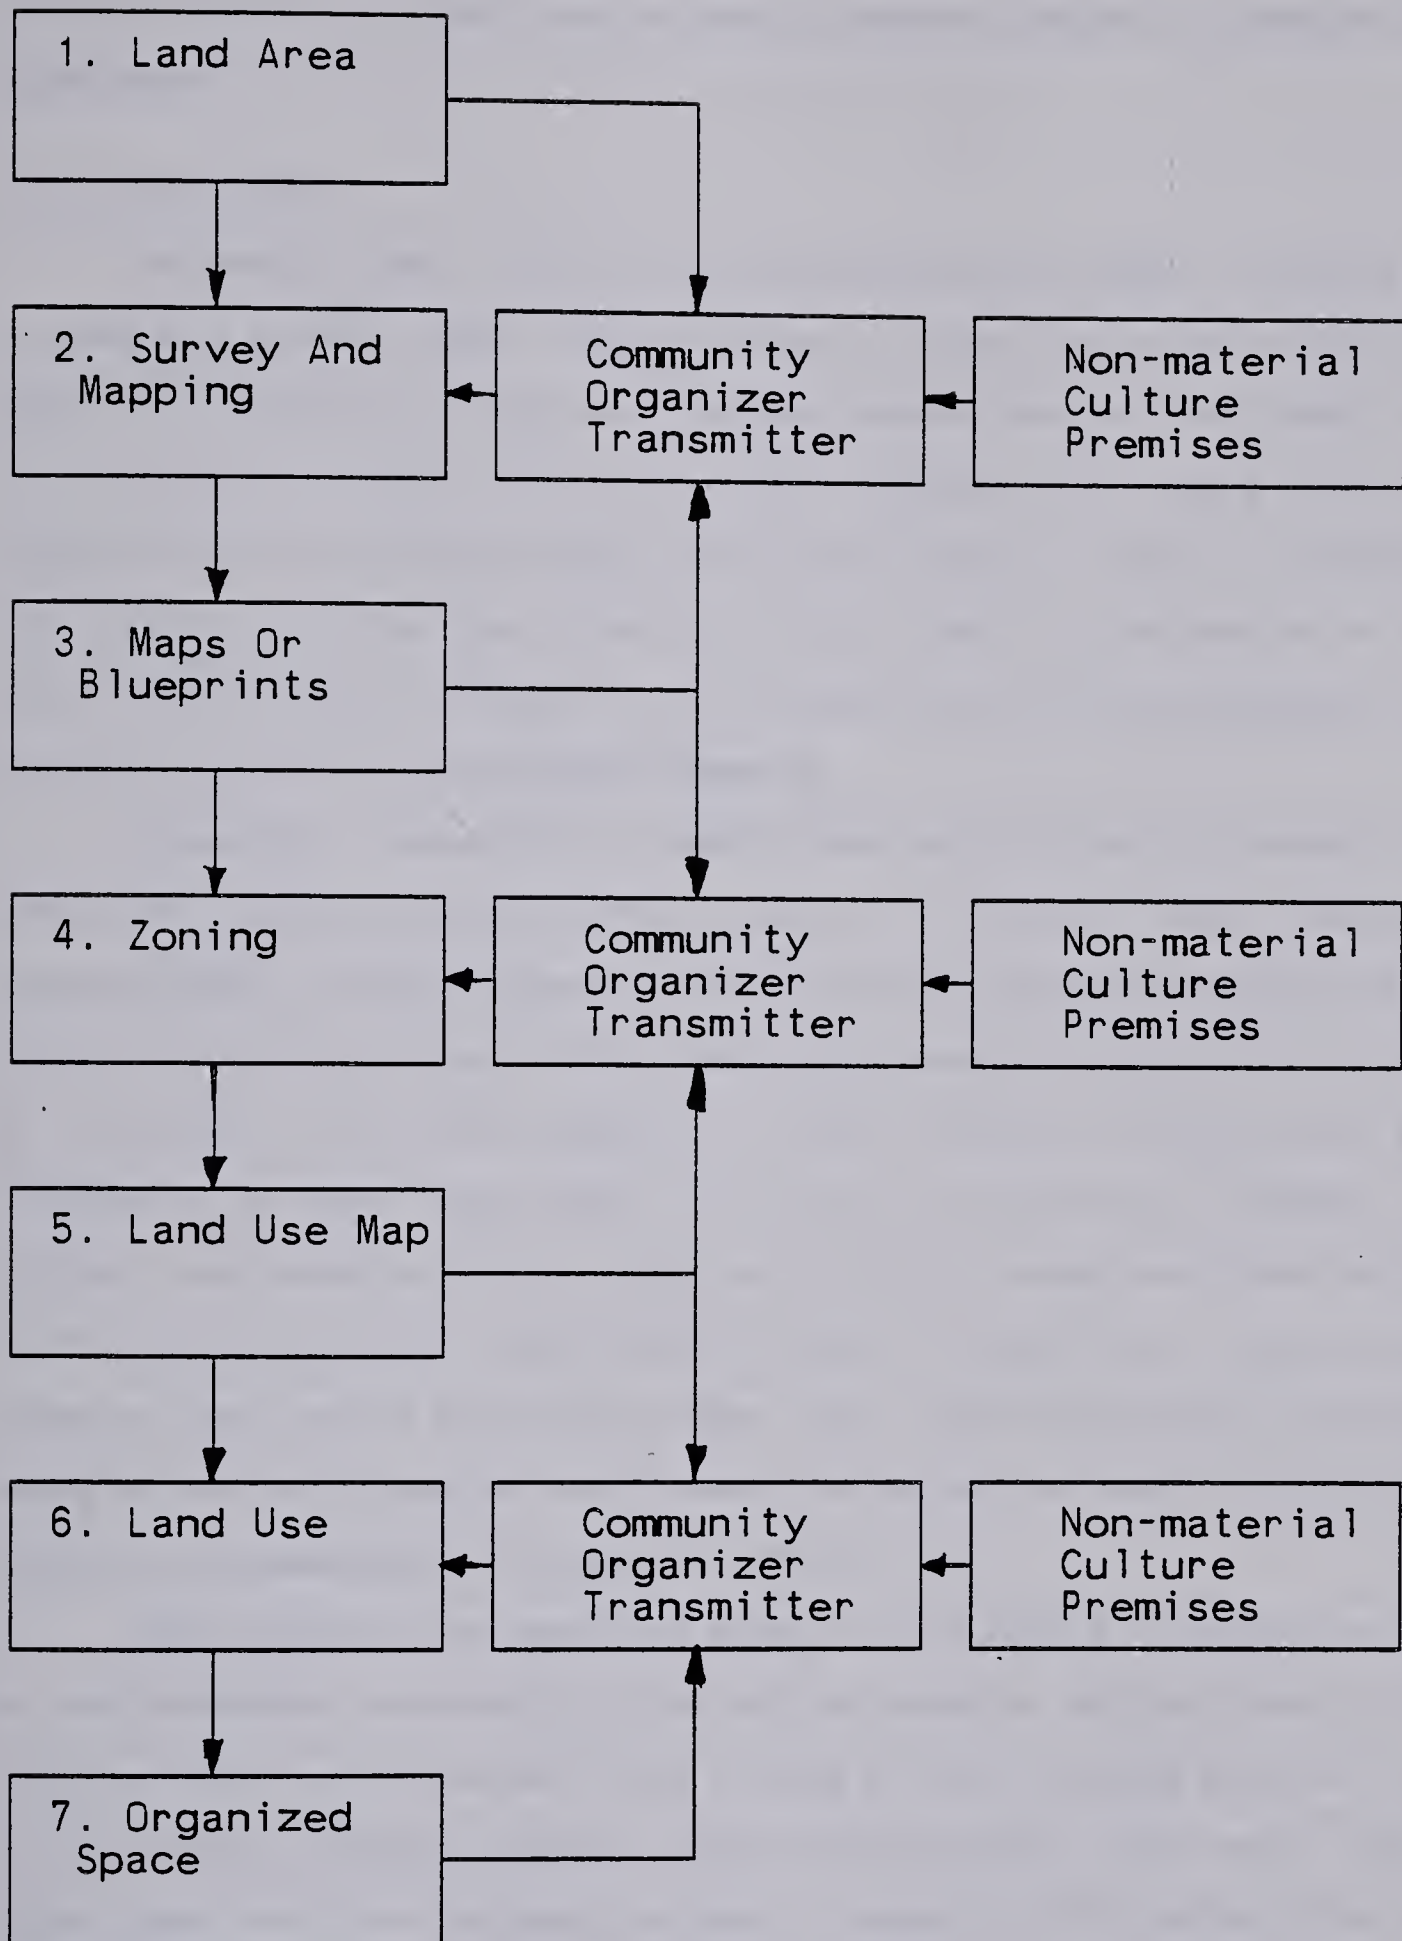 1. Land Area
2. Survey And
Mapping
Community
Organizer
Transmitter
Non-material
Culture
Premises
3. Maps Or
Blueprints
4. Zoning
Community
Organizer
Transmitter
Non-material
Culture
Premises
5. Land Use Map
6. Land Use
Community
Organizer
Transmitter
Non-material
Culture
Premises
7. Organized
Space